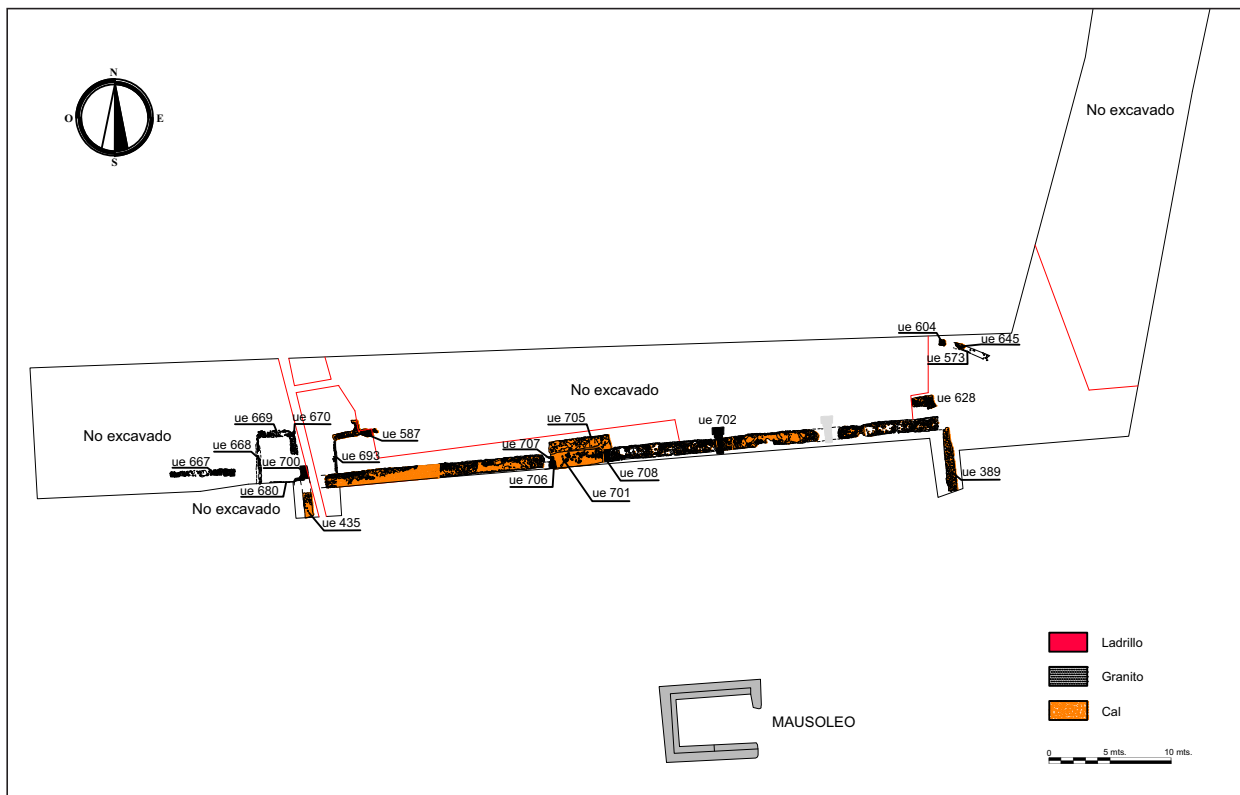 N
O
E
S
No excavado
ue 604
ue 645
ue 573
ue 628
No excavado
ue 669
ue 670
ue 587
ue 705
ue 702
No excavado
ue 668
ue 707
ue 667
ue 700
ue 693
ue 708
ue 680
ue 706
ue 701
ue 389
No excavado
ue 435
Ladrillo
Granito
Cal
MAUSOLEO
0
5 mts.
10 mts.